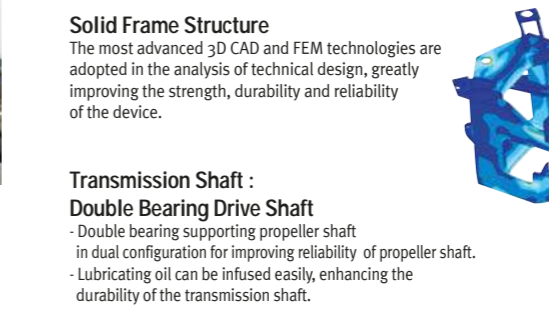 Solid Frame Structure
The most advanced 3D CAD and FEM technologies are
adopted in the analysis of technical design, greatly
improving the strength, durability and reliability
of the device.
Transmission Shaft :
Double Bearing Drive Shaft
- Double bearing supporting propeller shaft
in dual configuration for improving reliability of propeller shaft.
- Lubricating oil can be infused easily, enhancing the
durability of the transmission shaft.